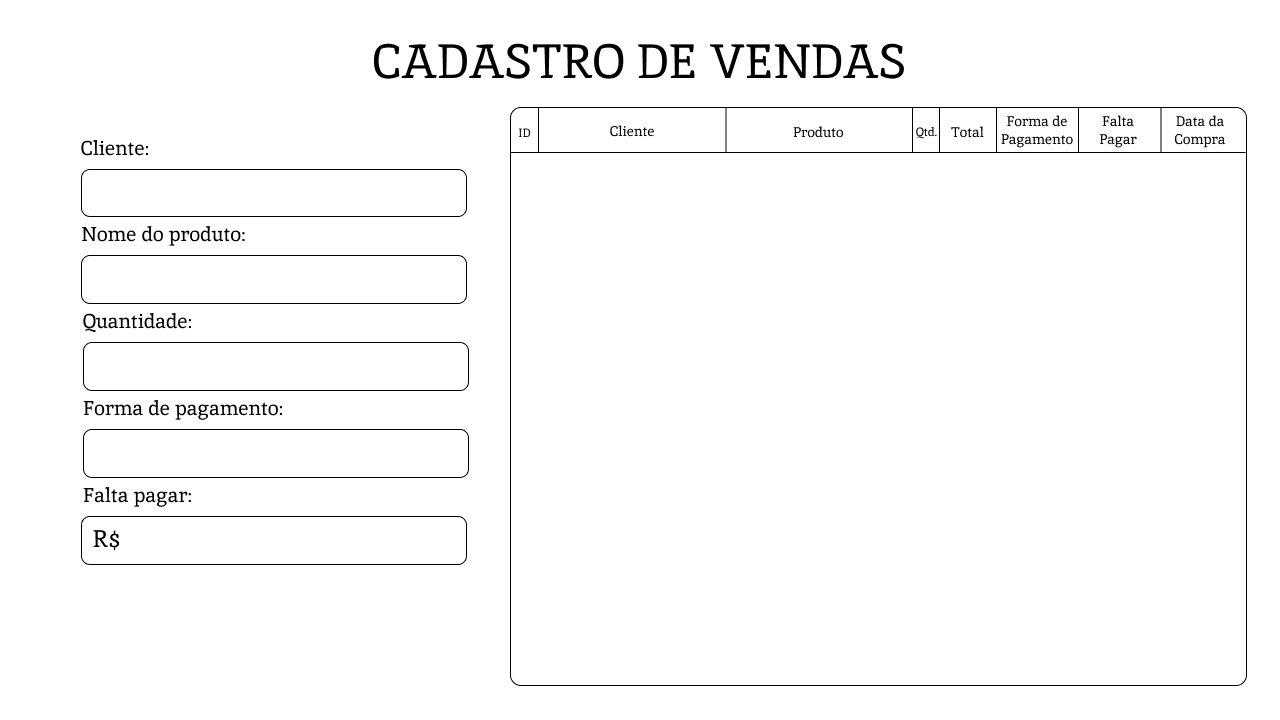 CADASTRO DE VENDAS
Cliente:
Nome do produto:
Quantidade:
Forma de pagamento:
Falta pagar:
R$
ID
Cliente
Produto
Qtd.
Total
Forma de
Pagamento
Falta
Pagar
Data da
Compra